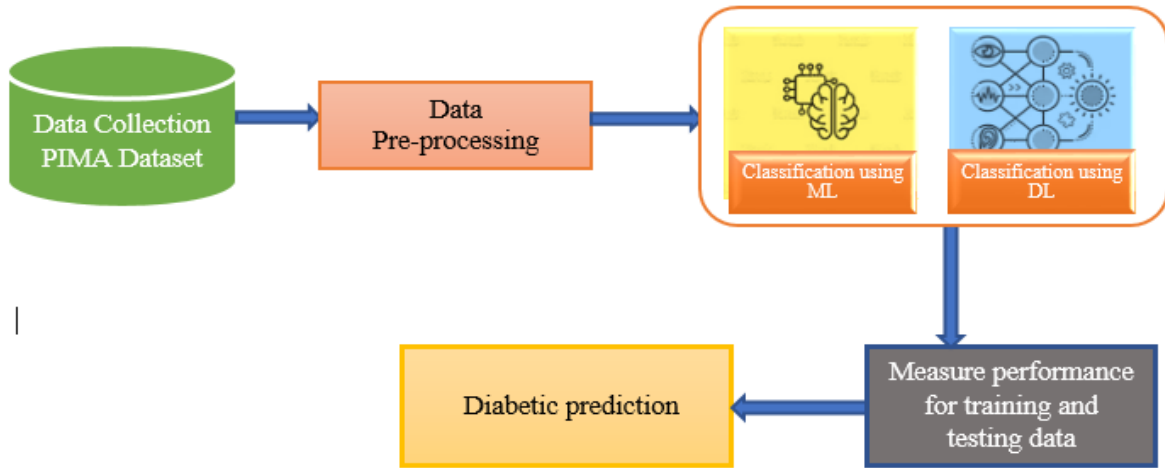 Data Collection
PIMA Dataset
Data
Pre-processing
Classification using
ML
Classification using
DL
Measure performance
for training and
testing data
Diabetic prediction